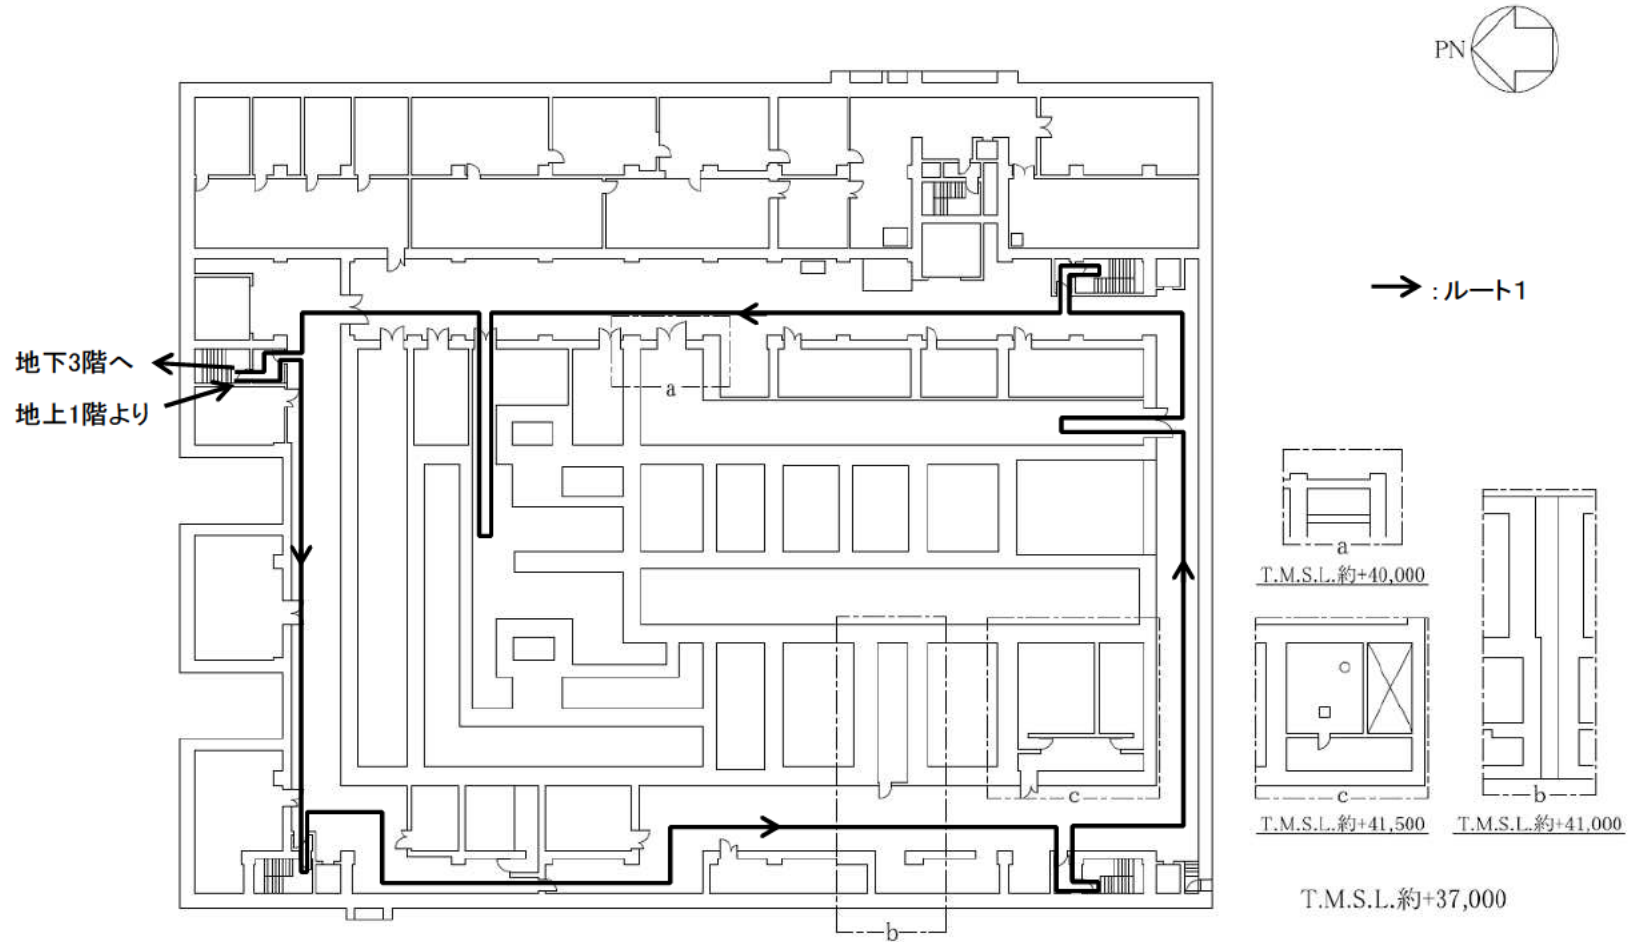 PN
→ : ルート1
地下3階へ
地上1階より
a
a
T.M.S.L.約+40,000
c
c
T.M.S.L.約+41,500
b
T.M.S.L.約+41,000
T.M.S.L.約+37,000
b